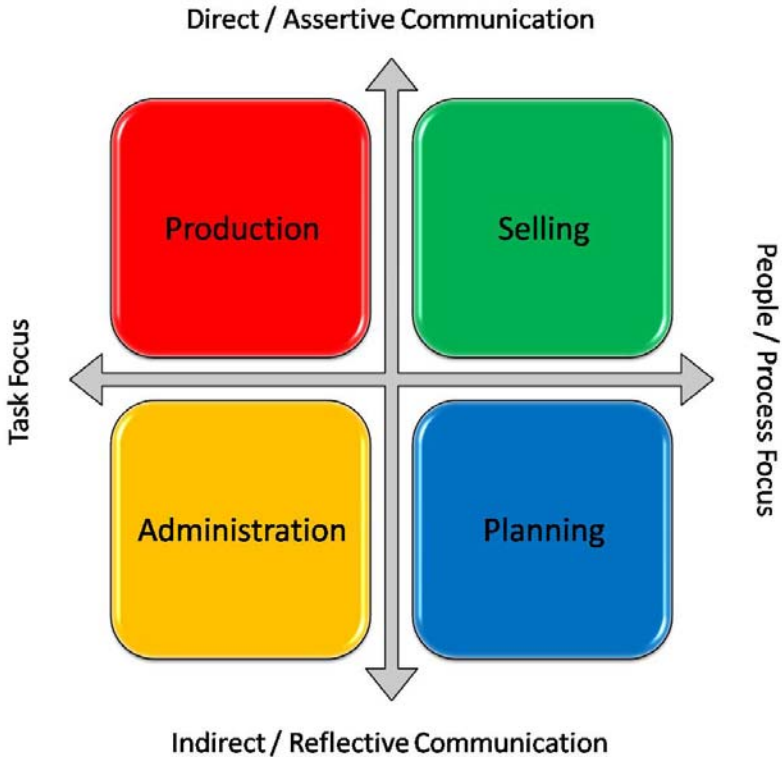 Direct / Assertive Communication
Production
Selling
Task Focus
People / Process Focus
Administration
Planning
Indirect / Reflective Communication